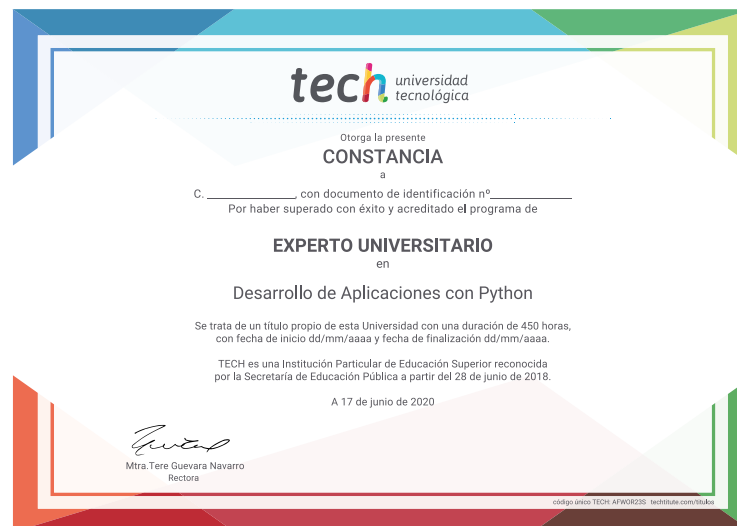 tech universidad
tecnológica
Otorga la presente
CONSTANCIA
a
C. ________________, con documento de identificación nº______________
Por haber superado con éxito y acreditado el programa de
EXPERTO UNIVERSITARIO
en
Desarrollo de Aplicaciones con Python
Se trata de un título propio de esta Universidad con una duración de 450 horas,
con fecha de inicio dd/mm/aaaa y fecha de finalización dd/mm/aaaa.
TECH es una Institución Particular de Educación Superior reconocida
por la Secretaría de Educación Pública a partir del 28 de junio de 2018.
A 17 de junio de 2020
Mtra.Tere Guevara Navarro
Rectora
código único TECH: AFWOR23S techtitute.com/titulos